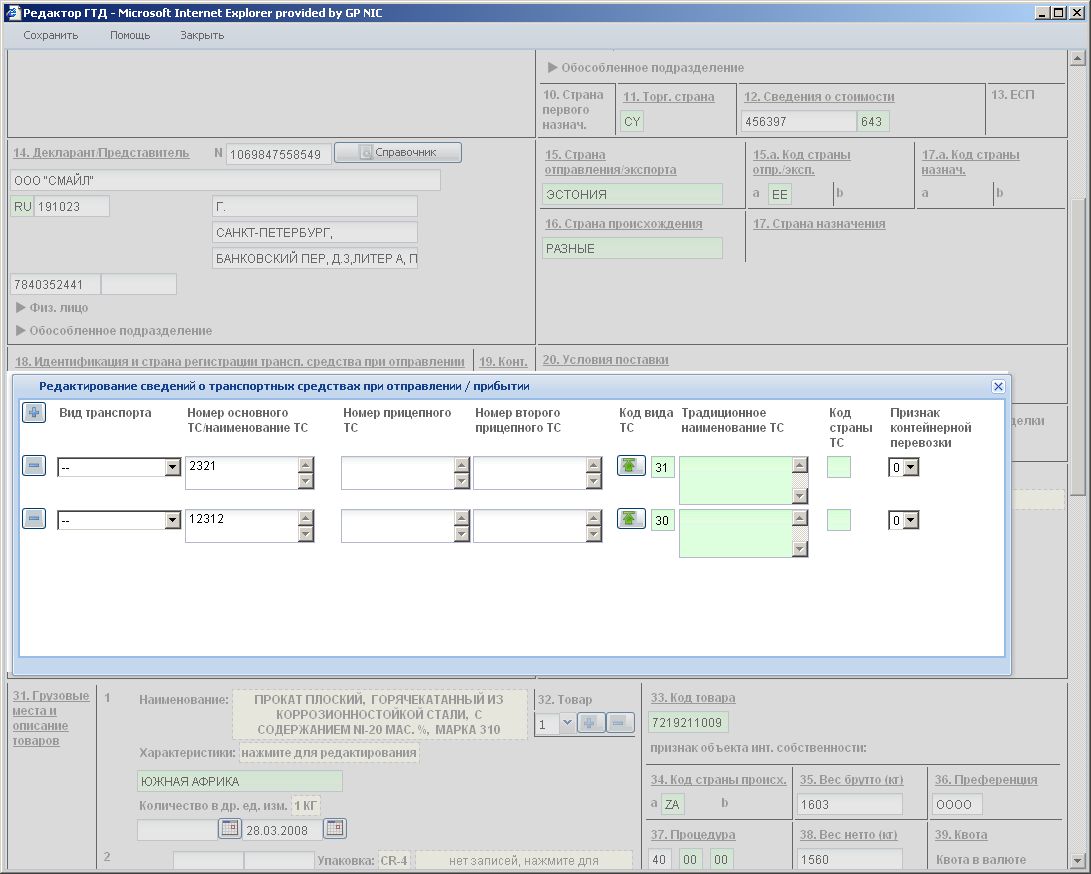 Редактор ГТД - Microsoft Internet Explorer provided by GP NIC
Сохранить Помощь Закрыть
Обособленное подразделение
10. Страна первого назнач.
11. Торг. страна
CY
12. Сведения о стоимости
456397 643
13. ЕСП
14. Декларант/Представитель N 1069847558549 Справочник
ООО "СМАЙЛ"
RU 191023 Г.
САНКТ-ПЕТЕРБУРГ,
БАНКОВСКИЙ ПЕР, Д.3,ЛИТЕР А, П
7840352441
Физ. лицо
Обособленное подразделение
15. Страна
отправления/экспорта
ЭСТОНИЯ
15.а. Код страны
отпр./эксп.
a EE b
17.а. Код страны
назнач.
a b
16. Страна происхождения
РАЗНЫЕ
17. Страна назначения
18. Идентификация и страна регистрации трансп. средства при отправлении
19. Конт.
20. Условия поставки
делки
Редактирование сведений о транспортных средствах при отправлении / прибытии
Вид транспорта
Номер основного
ТС/наименование ТС
Номер прицепного
ТС
Номер второго
прицепного ТС
Код вида
ТС
Традиционное
наименование ТС
Код
страны
ТС
Признак
контейнерной
перевозки
-- 2321 31 0
-- 12312 30 0
31. Грузовые
места и
описание
товаров
1 Наименование:
ПРОКАТ ПЛОСКИЙ, ГОРЯЧЕКАТАННЫЙ ИЗ
КОРРОЗИОННОСТОЙКОЙ СТАЛИ, С
СОДЕРЖАНИЕМ NI-20 МАС. %, МАРКА 310
Характеристики: нажмите для редактирования
ЮЖНАЯ АФРИКА
Количество в др. ед. изм. 1 КГ
28.03.2008
2 Упаковка: CR-4 нет записей, нажмите для
32. Товар
1
33. Код товара
7219211009
признак объекта инт. собственности:
34. Код страны происх.
a ZA b
35. Вес брутто (кг)
1603
36. Преференция
ОООО
37. Процедура
40 00 00
38. Вес нетто (кг)
1560
39. Квота
Квота в валюте